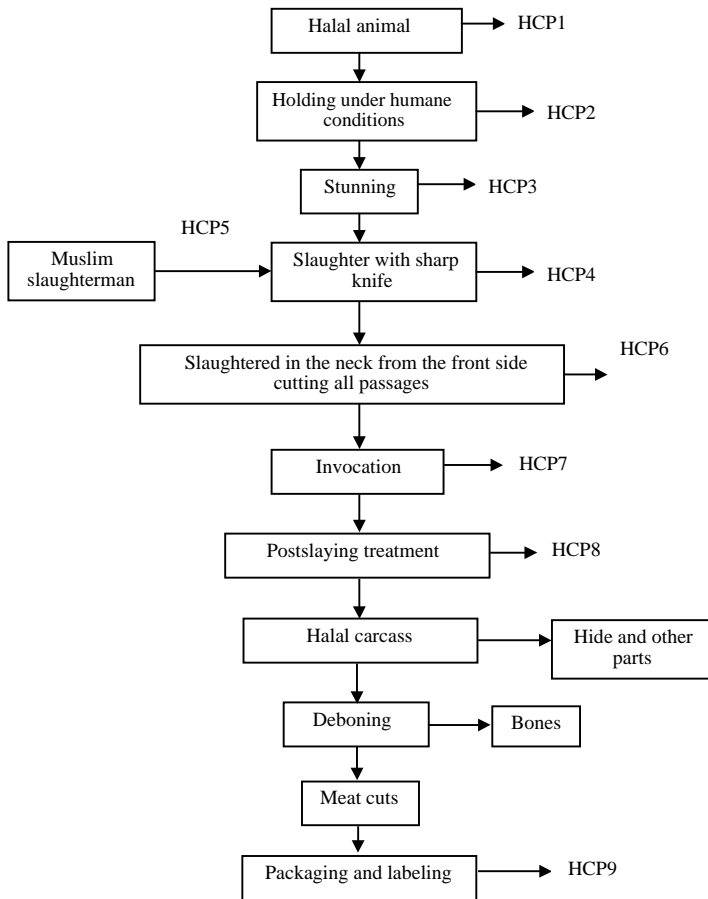 Halal animal
HCP1
Holding under humane
conditions
HCP2
Stunning
HCP3
HCP5
Muslim
slaughterman
Slaughter with sharp
knife
HCP4
Slaughtered in the neck from the front side
cutting all passages
HCP6
Invocation
HCP7
Postslaying treatment
HCP8
Halal carcass
Hide and other
parts
Deboning
Bones
Meat cuts
Packaging and labeling
HCP9